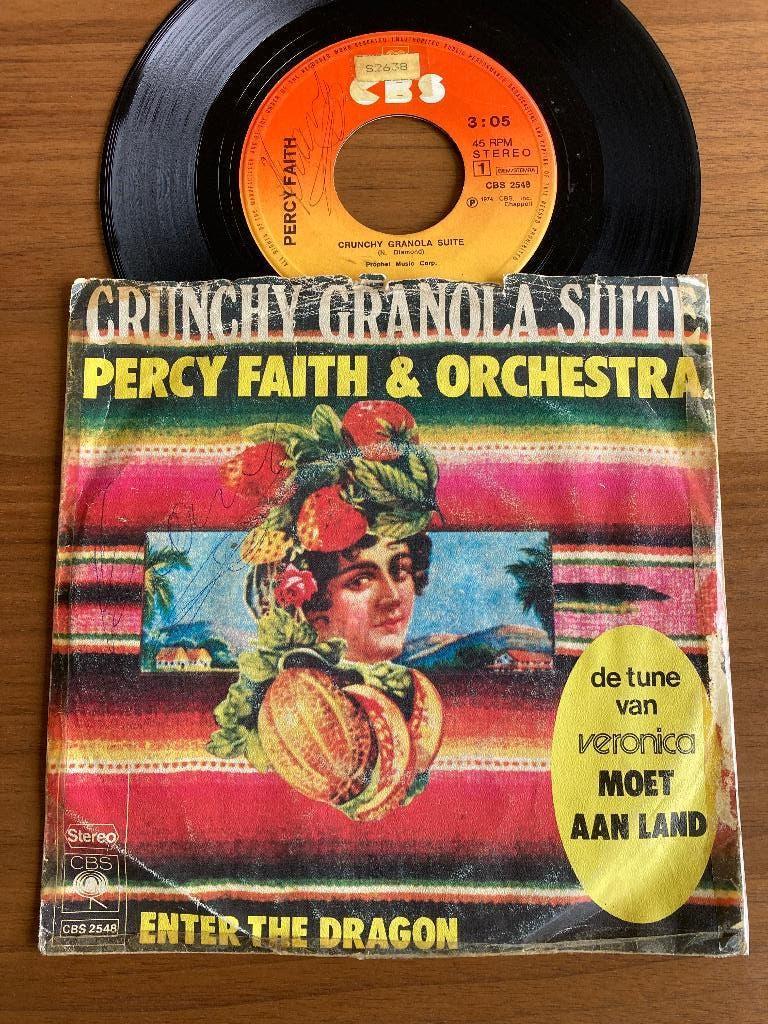 S2638
CBS
3:05
45 RPM
STEREO
1
BIEM/STEMRA
CBS 2548
℗ 1974 CBS, Inc.
Chappell
PERCY FAITH
CRUNCHY GRANOLA SUITE
(N. Diamond)
Prophet Music Corp.
CRUNCHY GRANOLA SUITE
PERCY FAITH & ORCHESTRA.
de tune
van
veronica
MOET
AAN LAND
Stereo
CBS
CBS 2548
ENTER THE DRAGON